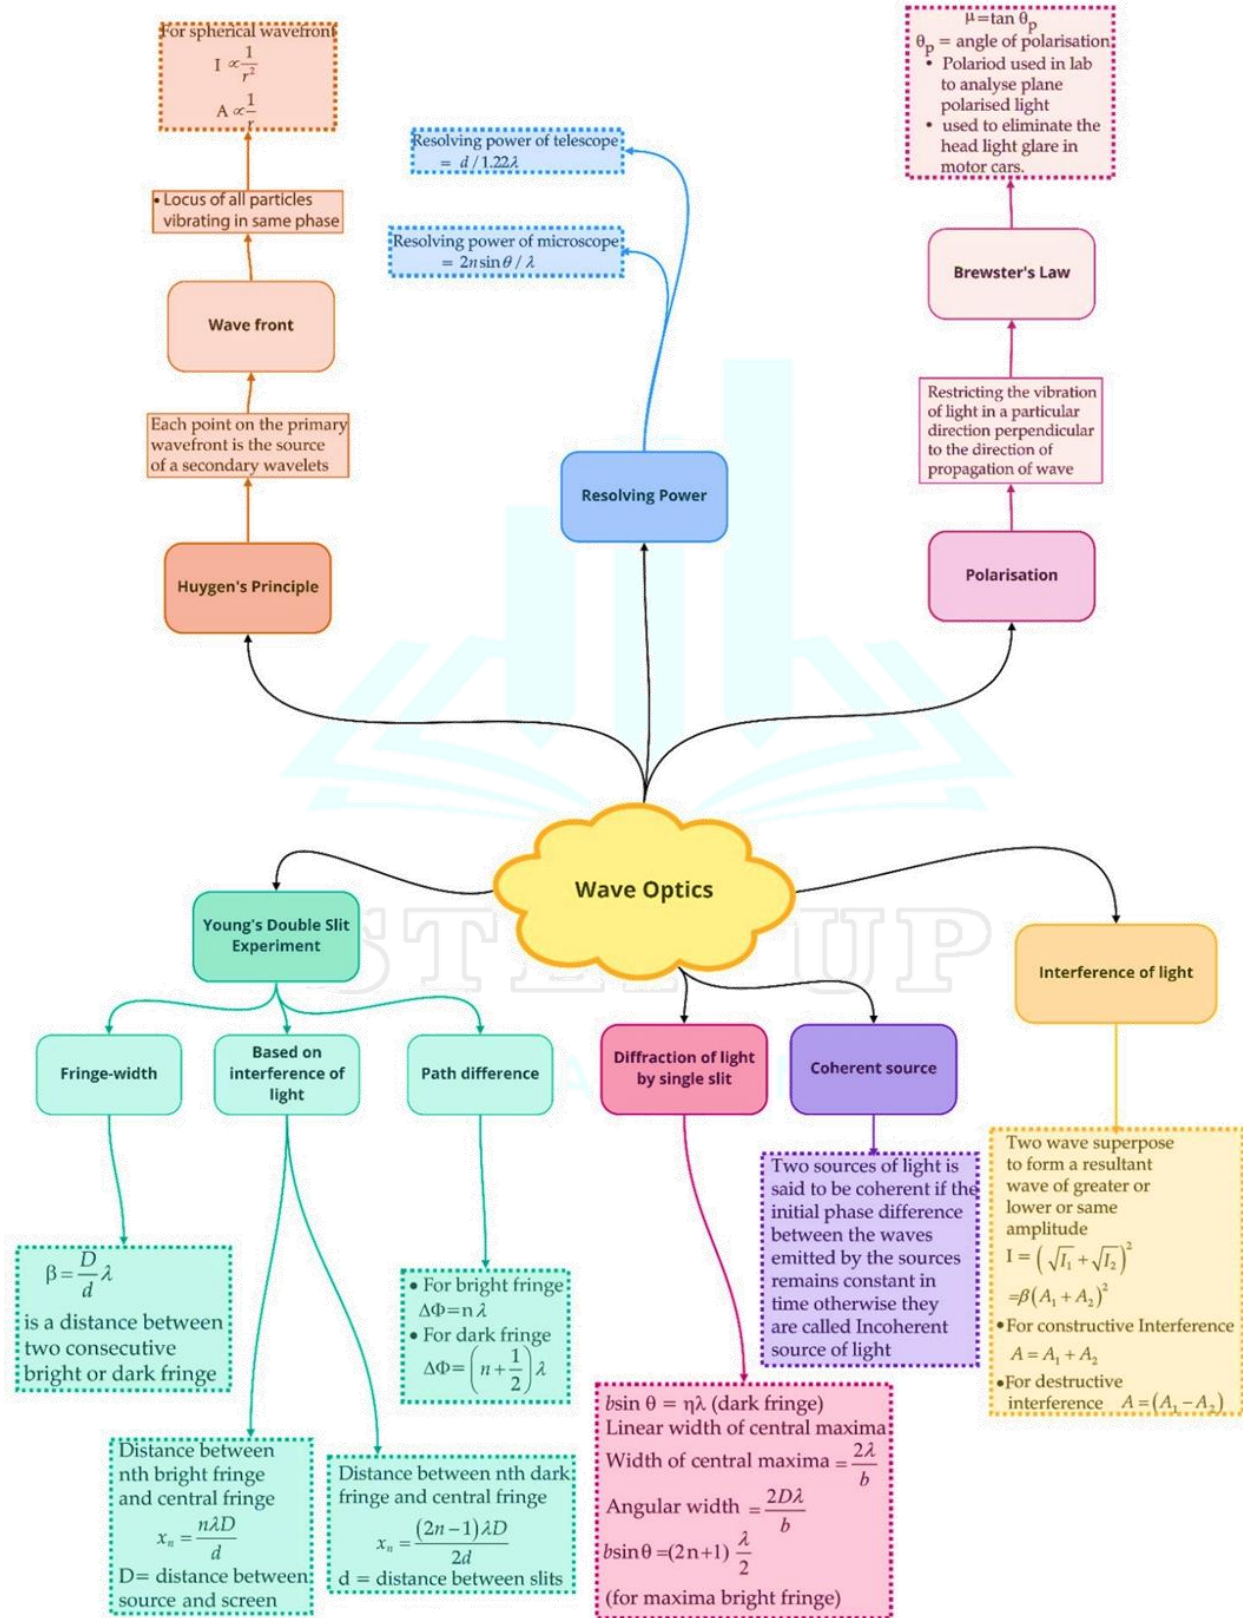 For spherical wavefront
I ∝ 1/r²
A ∝ 1/r
• Locus of all particles
vibrating in same phase
Wave front
Each point on the primary
wavefront is the source
of a secondary wavelets
Huygen's Principle
Resolving power of telescope
= d / 1.22λ
Resolving power of microscope
= 2n sin θ / λ
Resolving Power
μ=tan θp
θp = angle of polarisation
• Polariod used in lab
to analyse plane
polarised light
• used to eliminate the
head light glare in
motor cars.
Brewster's Law
Restricting the vibration
of light in a particular
direction perpendicular
to the direction of
propagation of wave
Polarisation
Wave Optics
STEP UP
Young's Double Slit
Experiment
Fringe-width
β = D/d λ
is a distance between
two consecutive
bright or dark fringe
Based on
interference of
light
Distance between
nth bright fringe
and central fringe
xₙ = nλD/d
D= distance between
source and screen
Distance between nth dark
fringe and central fringe
xₙ = (2n−1)λD/2d
d = distance between slits
Path difference
• For bright fringe
ΔΦ=n λ
• For dark fringe
ΔΦ=(n+1/2)λ
Diffraction of light
by single slit
bsin θ = ηλ (dark fringe)
Linear width of central maxima
Width of central maxima = 2λ/b
Angular width = 2Dλ/b
bsinθ =(2n+1) λ/2
(for maxima bright fringe)
Coherent source
Two sources of light is
said to be coherent if the
initial phase difference
between the waves
emitted by the sources
remains constant in
time otherwise they
are called Incoherent
source of light
Interference of light
Two wave superpose
to form a resultant
wave of greater or
lower or same
amplitude
I = (√I₁ + √I₂)²
=β(A₁ + A₂)²
•For constructive Interference
A = A₁ + A₂
•For destructive
interference A = (A₁ − A₂)